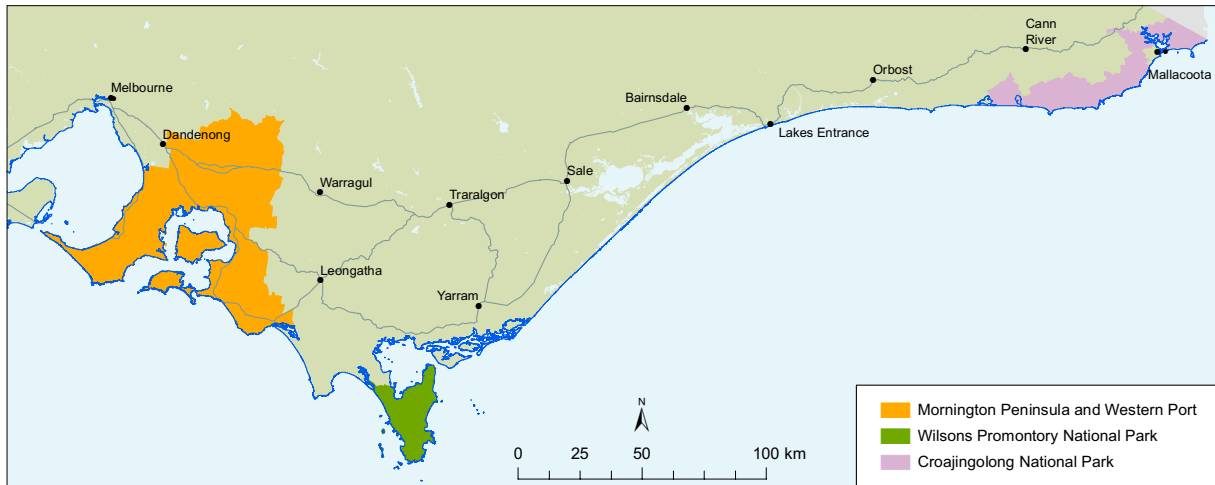 Cann
River
Mallacoota
Orbost
Melbourne
Bairnsdale
Lakes Entrance
Dandenong
Sale
Warragul
Traralgon
Leongatha
Yarram
N
0 25 50 100 km
Mornington Peninsula and Western Port
Wilsons Promontory National Park
Croajingolong National Park